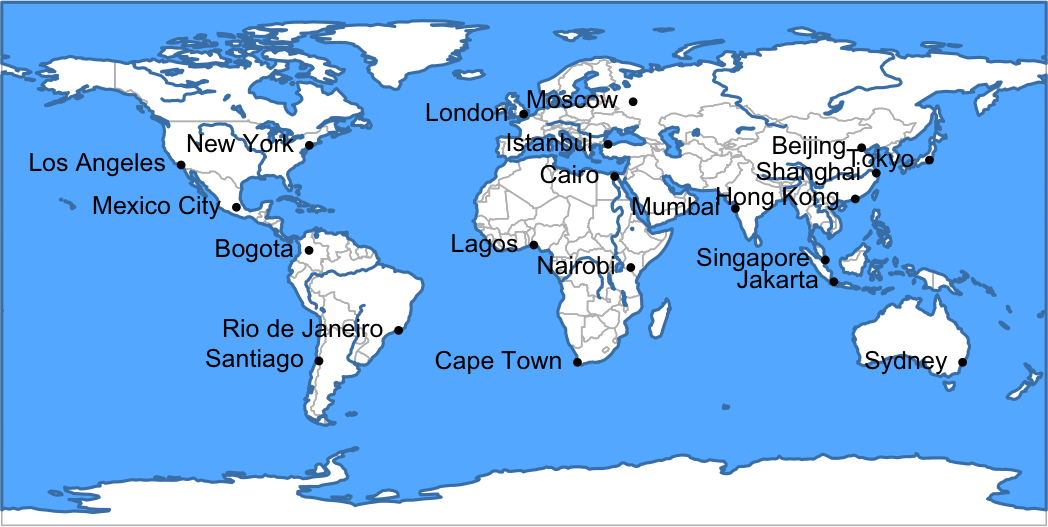 Moscow
London
New York
Istanbul
Beijing
Tokyo
Los Angeles
Shanghai
Cairo
Hong Kong
Mexico City
Mumbai
Lagos
Bogota
Singapore
Nairobi
Jakarta
Rio de Janeiro
Santiago
Cape Town
Sydney